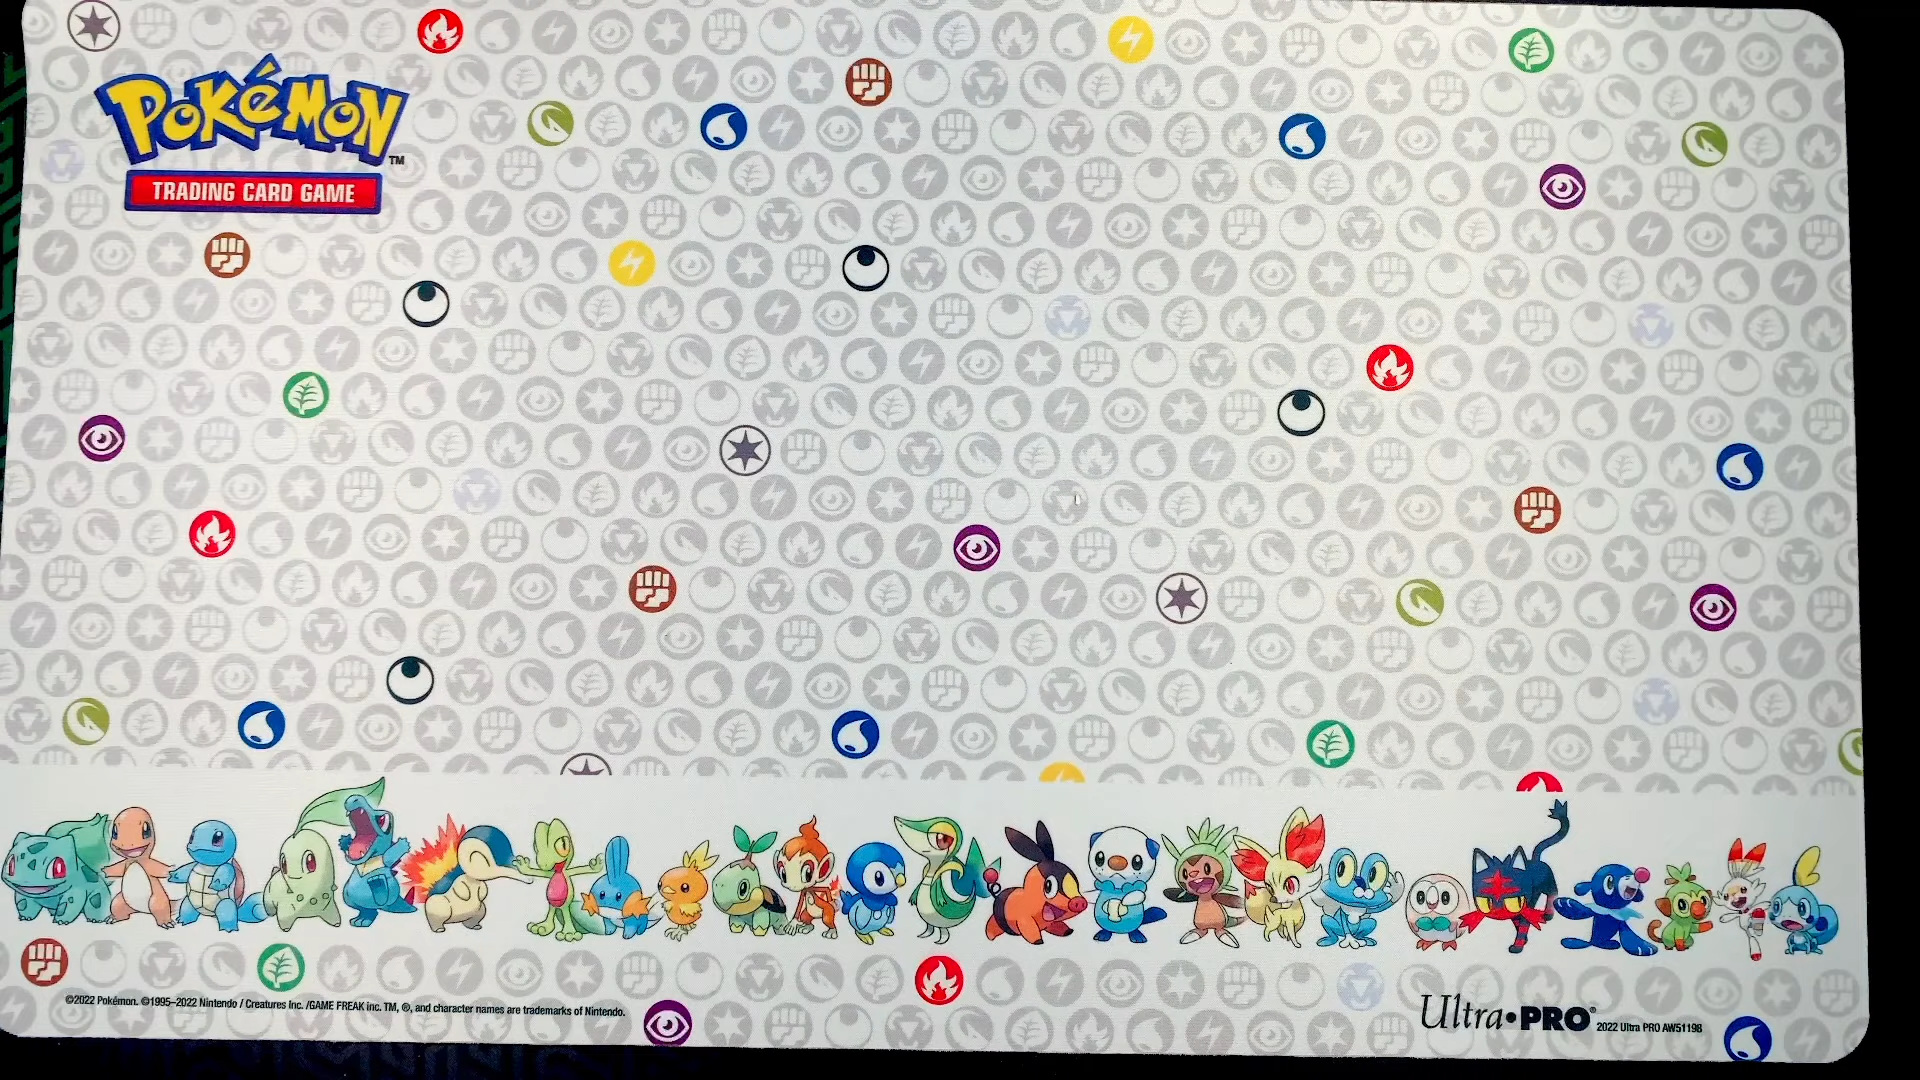 POKéMON™
TRADING CARD GAME
©2022 Pokémon. ©1995–2022 Nintendo / Creatures Inc. /GAME FREAK inc. TM, ®, and character names are trademarks of Nintendo.
Ultra•PRO® 2022 Ultra PRO AW51198